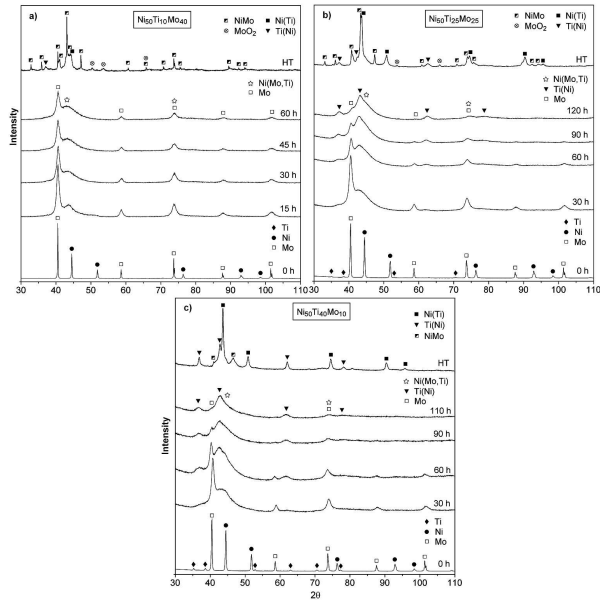 a)
Ni50Ti10Mo40
◪ NiMo ■ Ni(Ti)
⊗ MoO2 ▼ Ti(Ni)
HT
☆ Ni(Mo,Ti)
□ Mo
60 h
45 h
30 h
15 h
♦ Ti
● Ni
□ Mo
0 h
30 40 50 60 70 80 90 100 110
Intensity
b)
Ni50Ti25Mo25
◪ NiMo ■ Ni(Ti)
⊗ MoO2 ▼ Ti(Ni)
HT
☆ Ni(Mo,Ti)
▼ Ti(Ni)
□ Mo
120 h
90 h
60 h
30 h
♦ Ti
● Ni
□ Mo
0 h
30 40 50 60 70 80 90 100 110
c)
Ni50Ti40Mo10
■ Ni(Ti)
▼ Ti(Ni)
◪ NiMo
HT
☆ Ni(Mo,Ti)
▼ Ti(Ni)
□ Mo
110 h
90 h
60 h
30 h
♦ Ti
● Ni
□ Mo
0 h
30 40 50 60 70 80 90 100 110
2θ
Intensity